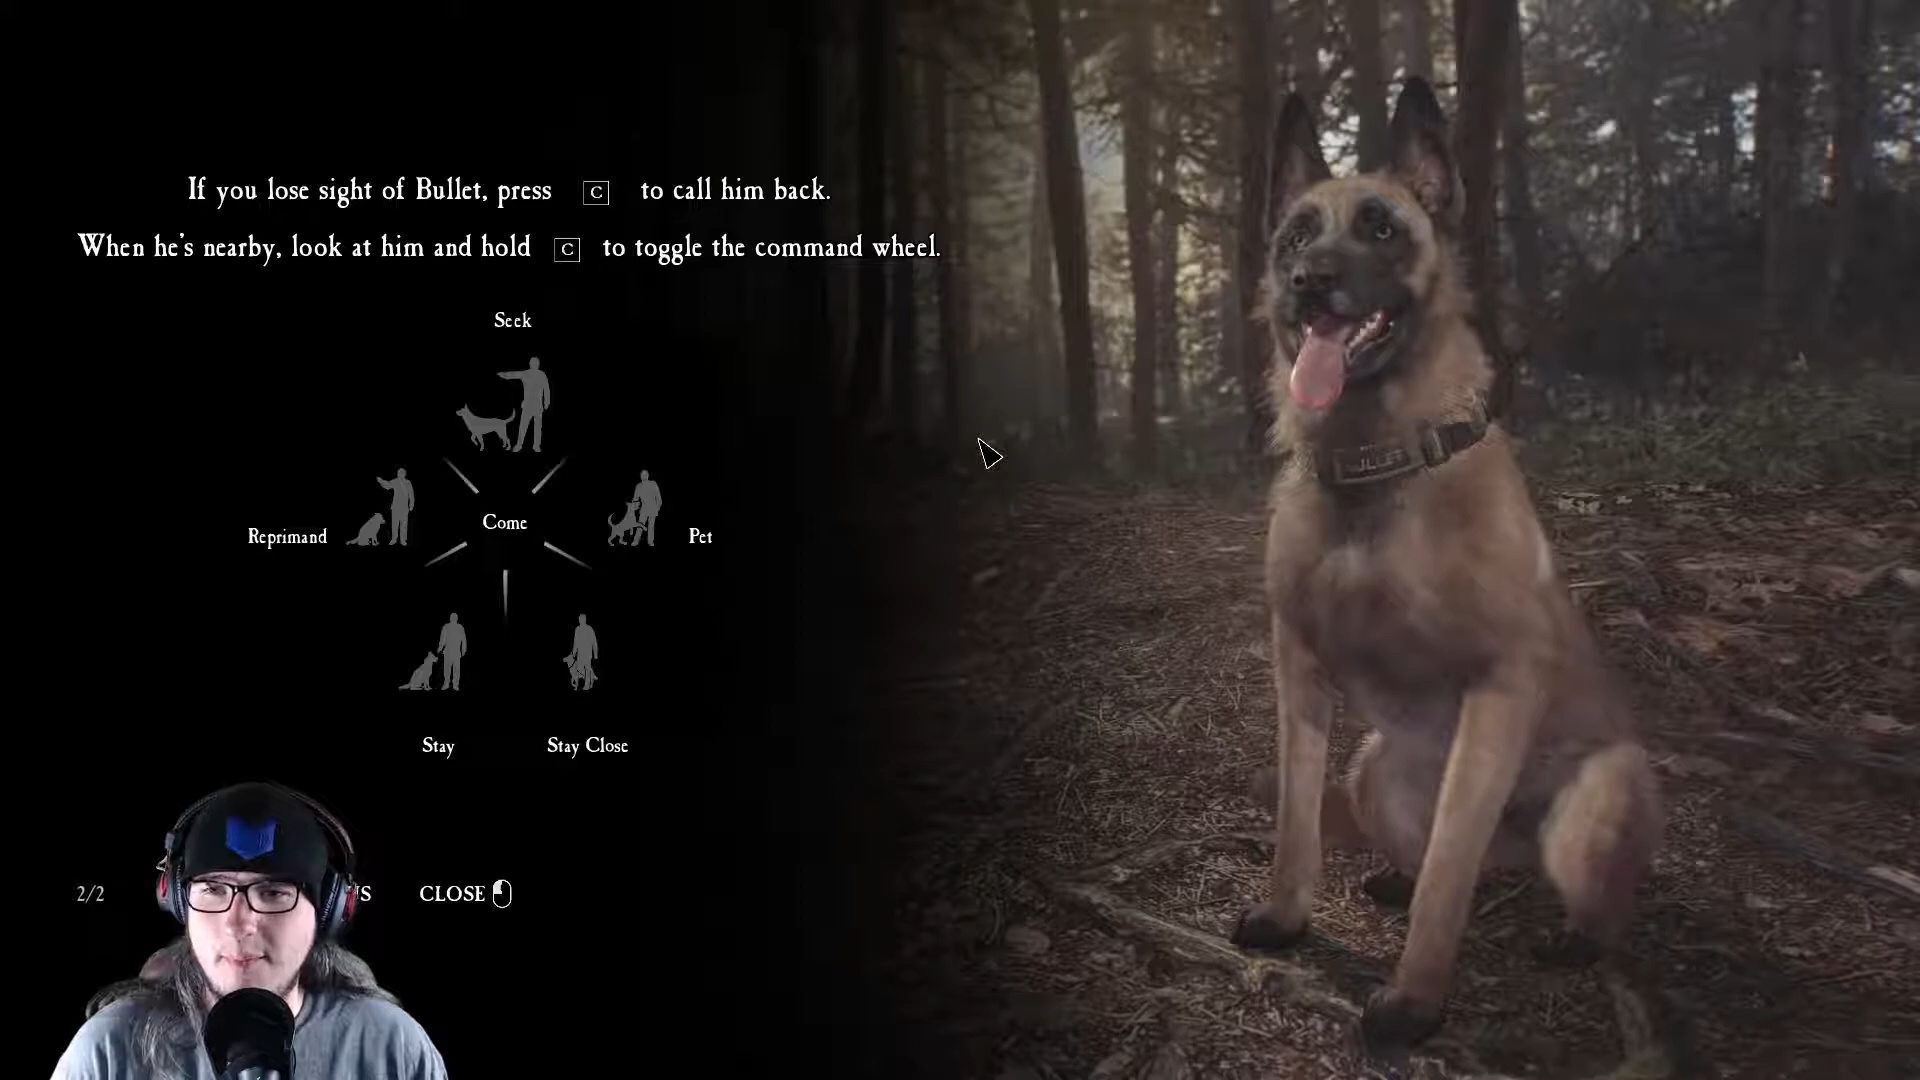 If you lose sight of Bullet, press C to call him back.
When he's nearby, look at him and hold C to toggle the command wheel.
Seek
Come
Reprimand
Pet
Stay
Stay Close
2/2
CLOSE